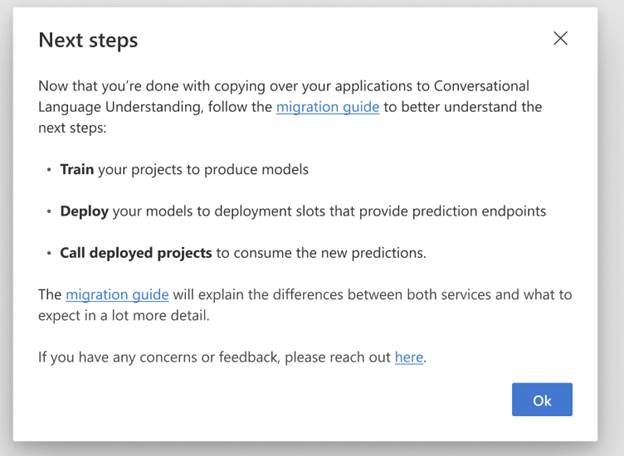 Next steps
Now that you're done with copying over your applications to Conversational
Language Understanding, follow the migration guide to better understand the
next steps:
• Train your projects to produce models
• Deploy your models to deployment slots that provide prediction endpoints
• Call deployed projects to consume the new predictions.
The migration guide will explain the differences between both services and what to
expect in a lot more detail.
If you have any concerns or feedback, please reach out here.
Ok